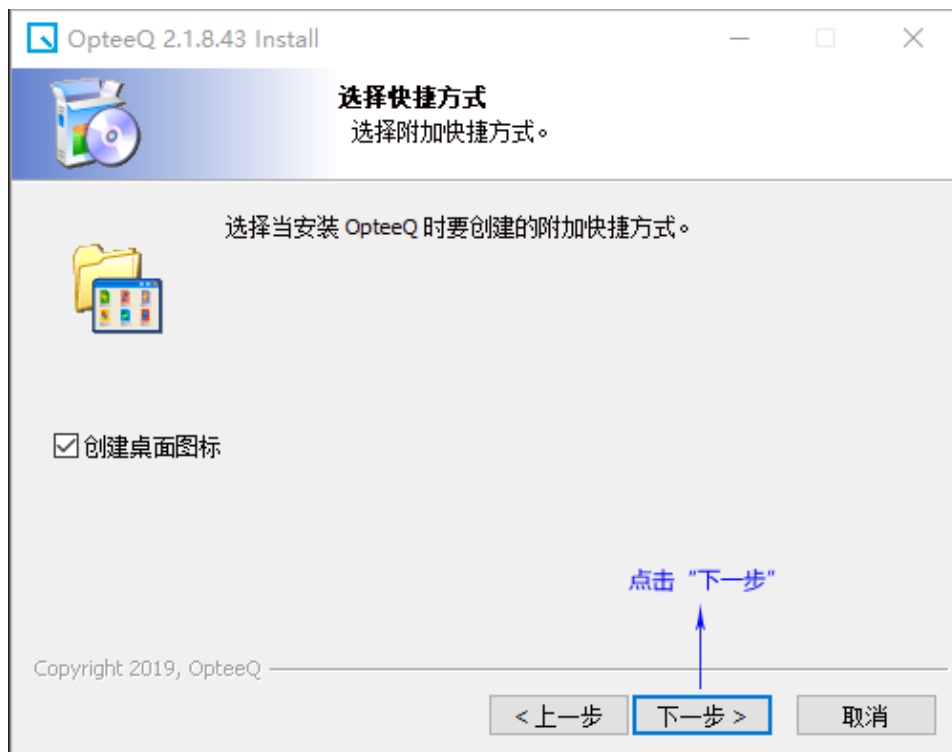 OpteeQ 2.1.8.43 Install
选择快捷方式
选择附加快捷方式。
选择当安装 OpteeQ 时要创建的附加快捷方式。
创建桌面图标
点击“下一步”
Copyright 2019, OpteeQ
< 上一步 下一步 > 取消